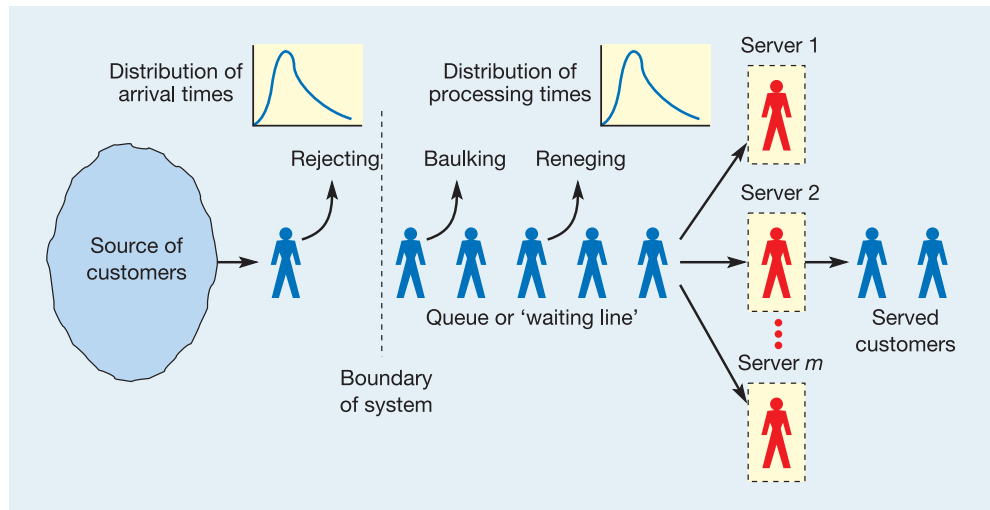 Distribution of
arrival times
Distribution of
processing times
Server 1
Rejecting
Baulking
Reneging
Server 2
Source of
customers
Queue or ‘waiting line’
Served
customers
Boundary
of system
Server m